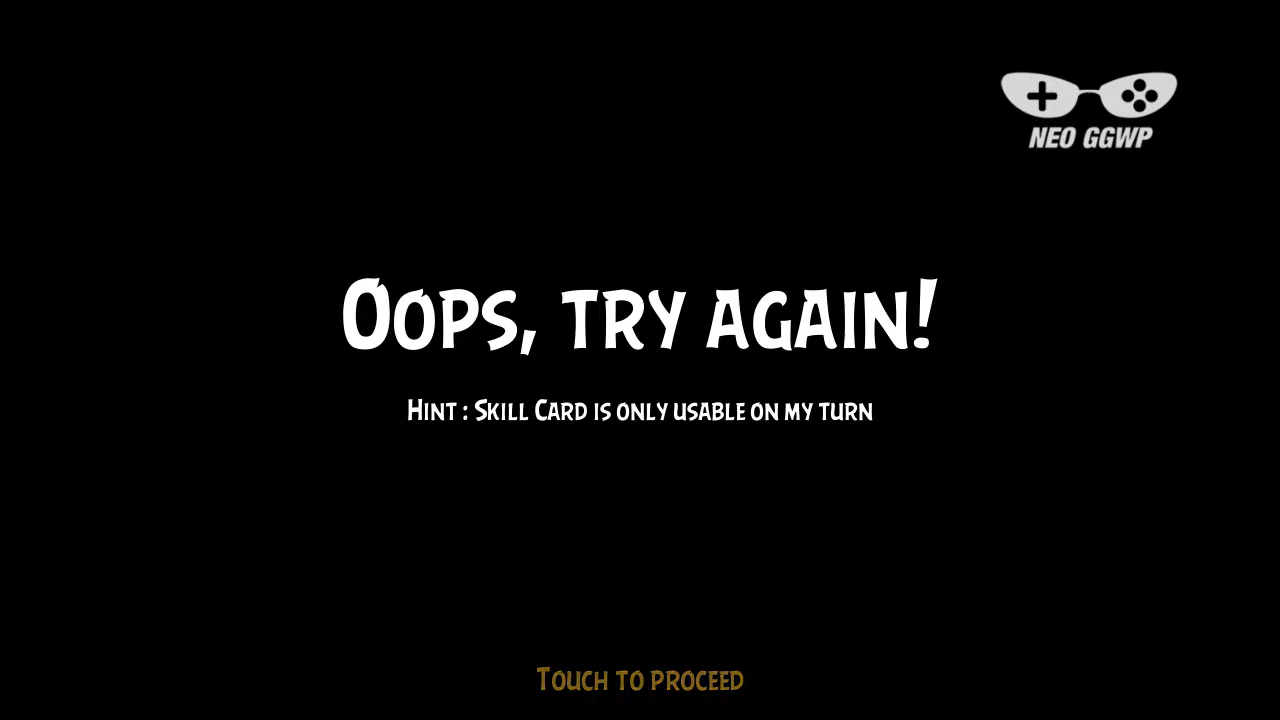 NEO GGWP
Oops, try again!
Hint : Skill Card is only usable on my turn
Touch to proceed